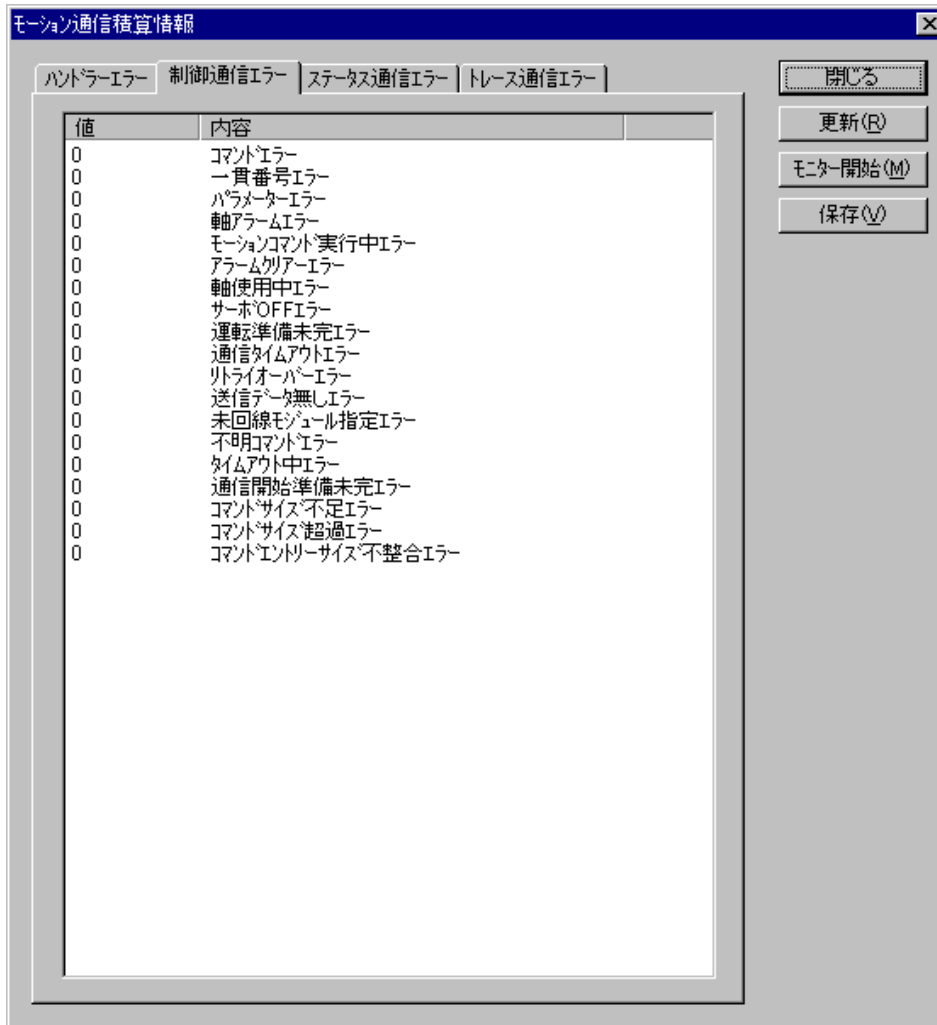 ﾓｰｼｮﾝ通信積算情報
ﾊﾝﾄﾞﾗｰｴﾗｰ 制御通信ｴﾗｰ ｽﾃｰﾀｽ通信ｴﾗｰ ﾄﾚｰｽ通信ｴﾗｰ
値 内容
0 ｺﾏﾝﾄﾞｴﾗｰ
0 一貫番号ｴﾗｰ
0 ﾊﾟﾗﾒｰﾀｰｴﾗｰ
0 軸ｱﾗｰﾑｴﾗｰ
0 ﾓｰｼｮﾝｺﾏﾝﾄﾞ実行中ｴﾗｰ
0 ｱﾗｰﾑｸﾘｱｰｴﾗｰ
0 軸使用中ｴﾗｰ
0 ｻｰﾎﾞOFFｴﾗｰ
0 運転準備未完ｴﾗｰ
0 通信ﾀｲﾑｱｳﾄｴﾗｰ
0 ﾘﾄﾗｲｵｰﾊﾞｰｴﾗｰ
0 送信ﾃﾞｰﾀ無しｴﾗｰ
0 未回線ﾓｼﾞｭｰﾙ指定ｴﾗｰ
0 不明ｺﾏﾝﾄﾞｴﾗｰ
0 ﾀｲﾑｱｳﾄ中ｴﾗｰ
0 通信開始準備未完ｴﾗｰ
0 ｺﾏﾝﾄﾞｻｲｽﾞ不足ｴﾗｰ
0 ｺﾏﾝﾄﾞｻｲｽﾞ超過ｴﾗｰ
0 ｺﾏﾝﾄﾞｴﾝﾄﾘｰｻｲｽﾞ不整合ｴﾗｰ
閉じる
更新(R)
ﾓﾆﾀｰ開始(M)
保存(V)